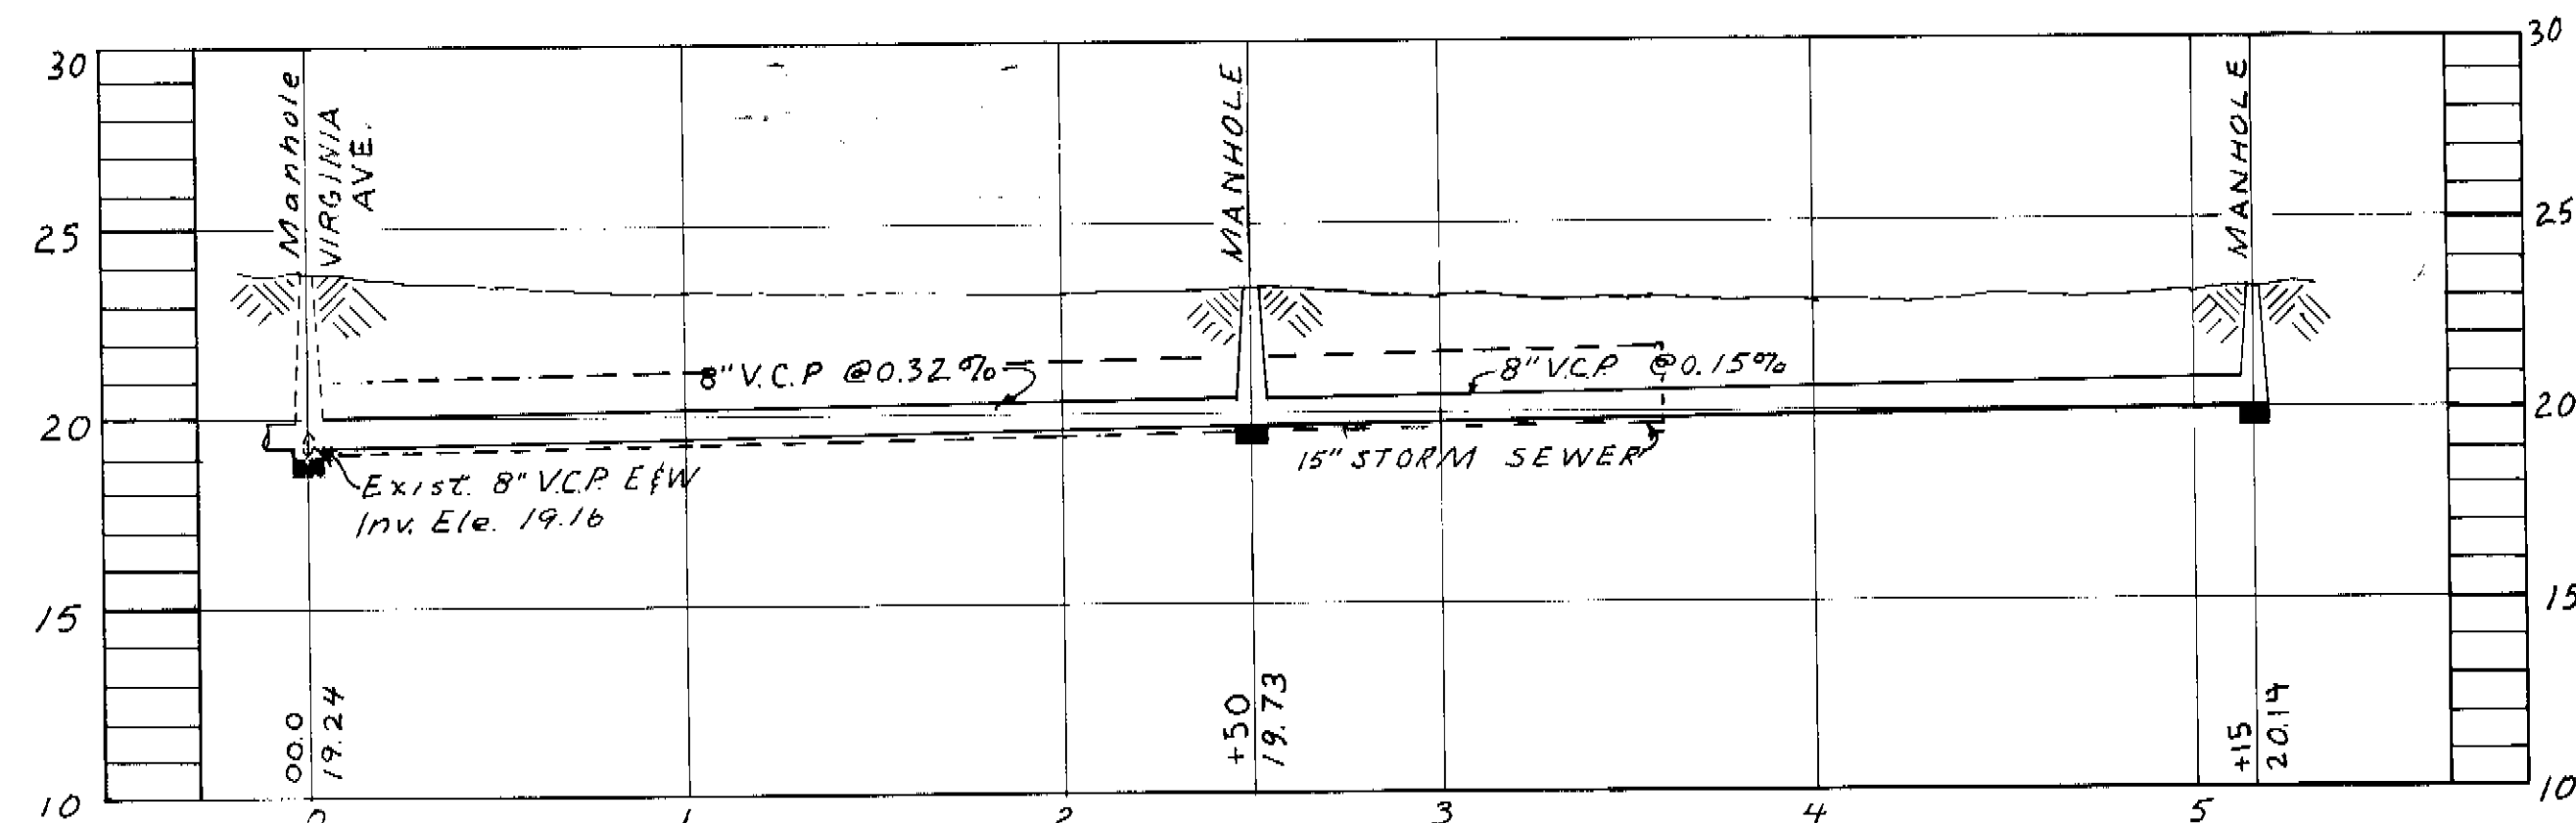 30
30
Manhole
VIRGINIA
AVE.
MANHOLE
MANHOLE
25
25
8" V.C.P @0.32%
8" V.C.P. @0.15%
20
20
15" STORM SEWER
Exist. 8" V.C.P. E&W
Inv. Ele. 19.16
15
15
00.0
19.24
+50
19.73
+15
20.14
10
10
0
1
2
3
4
5